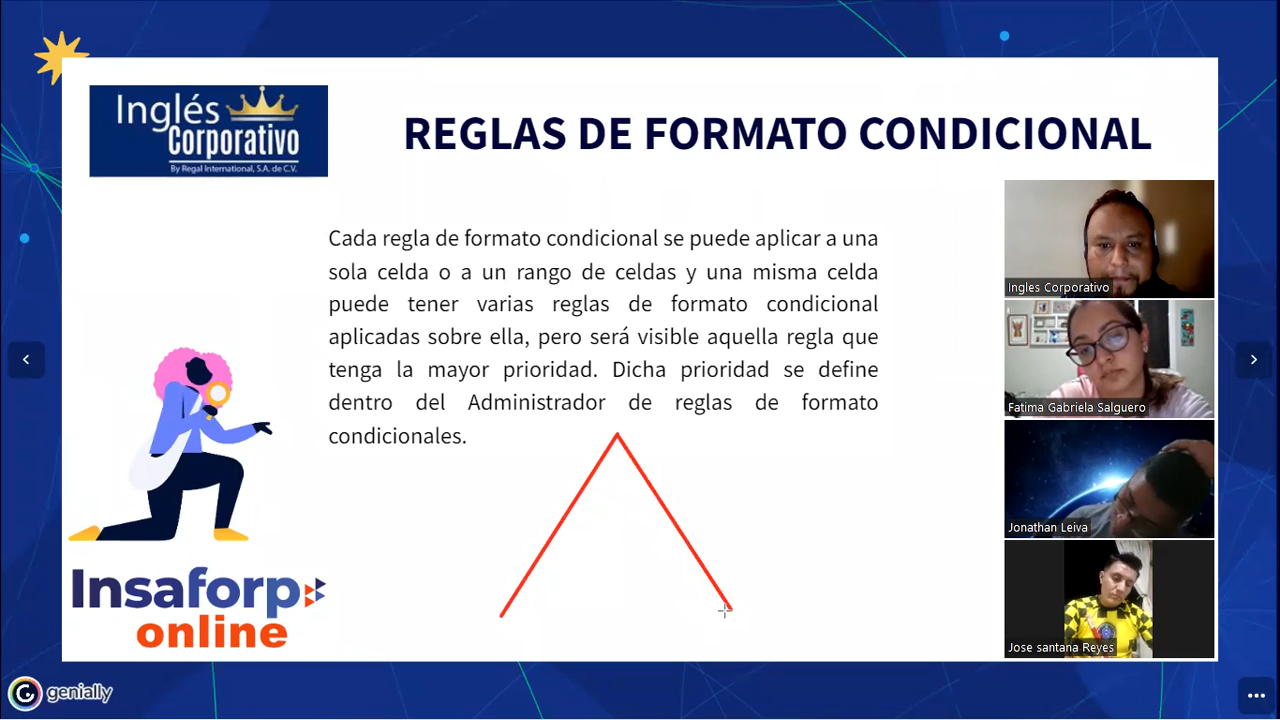 Inglés
Corporativo
By Regal International, S.A. de C.V.
REGLAS DE FORMATO CONDICIONAL
Cada regla de formato condicional se puede aplicar a una
sola celda o a un rango de celdas y una misma celda
puede tener varias reglas de formato condicional
aplicadas sobre ella, pero será visible aquella regla que
tenga la mayor prioridad. Dicha prioridad se define
dentro del Administrador de reglas de formato
condicionales.
Ingles Corporativo
Fatima Gabriela Salguero
Jonathan Leiva
Jose santana Reyes
Insaforp
online
genially